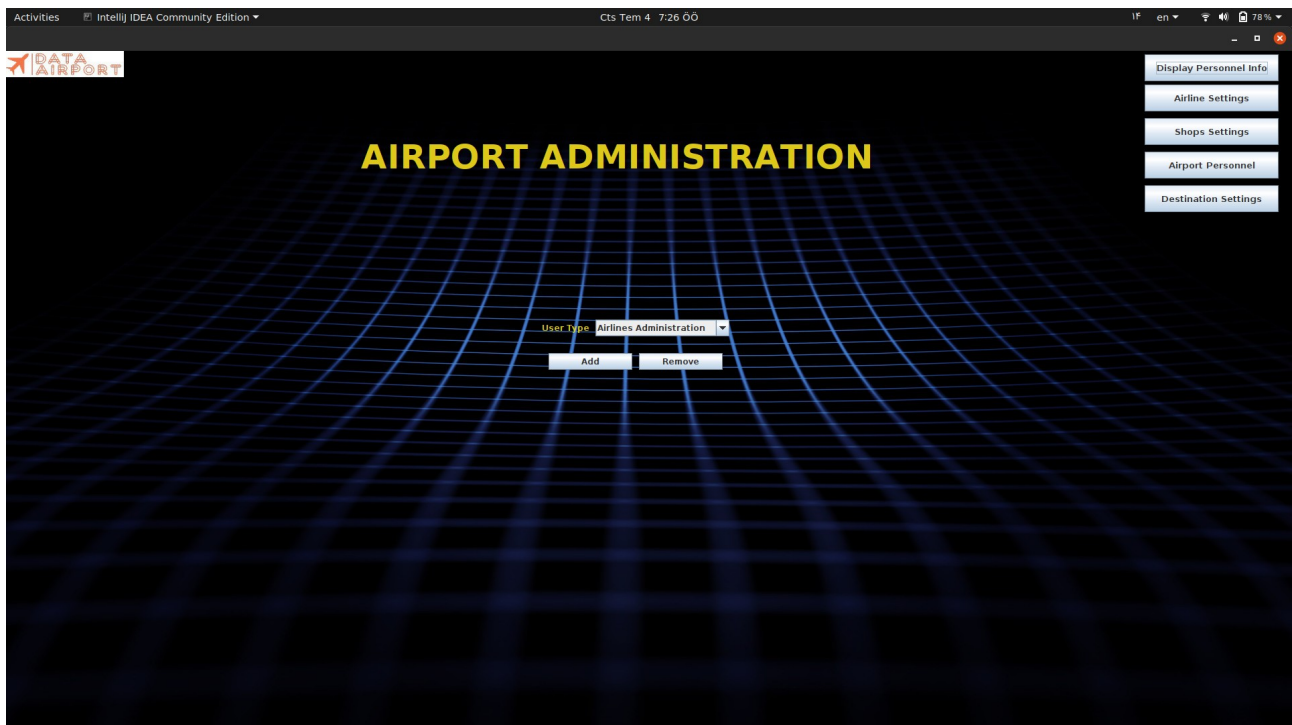 Activities IntelliJ IDEA Community Edition Cts Tem 4 7:26 ÖÖ ۱۴ en 78 %
DATA
AIRPORT
Display Personnel Info
Airline Settings
Shops Settings
Airport Personnel
Destination Settings
AIRPORT ADMINISTRATION
User Type Airlines Administration
Add Remove